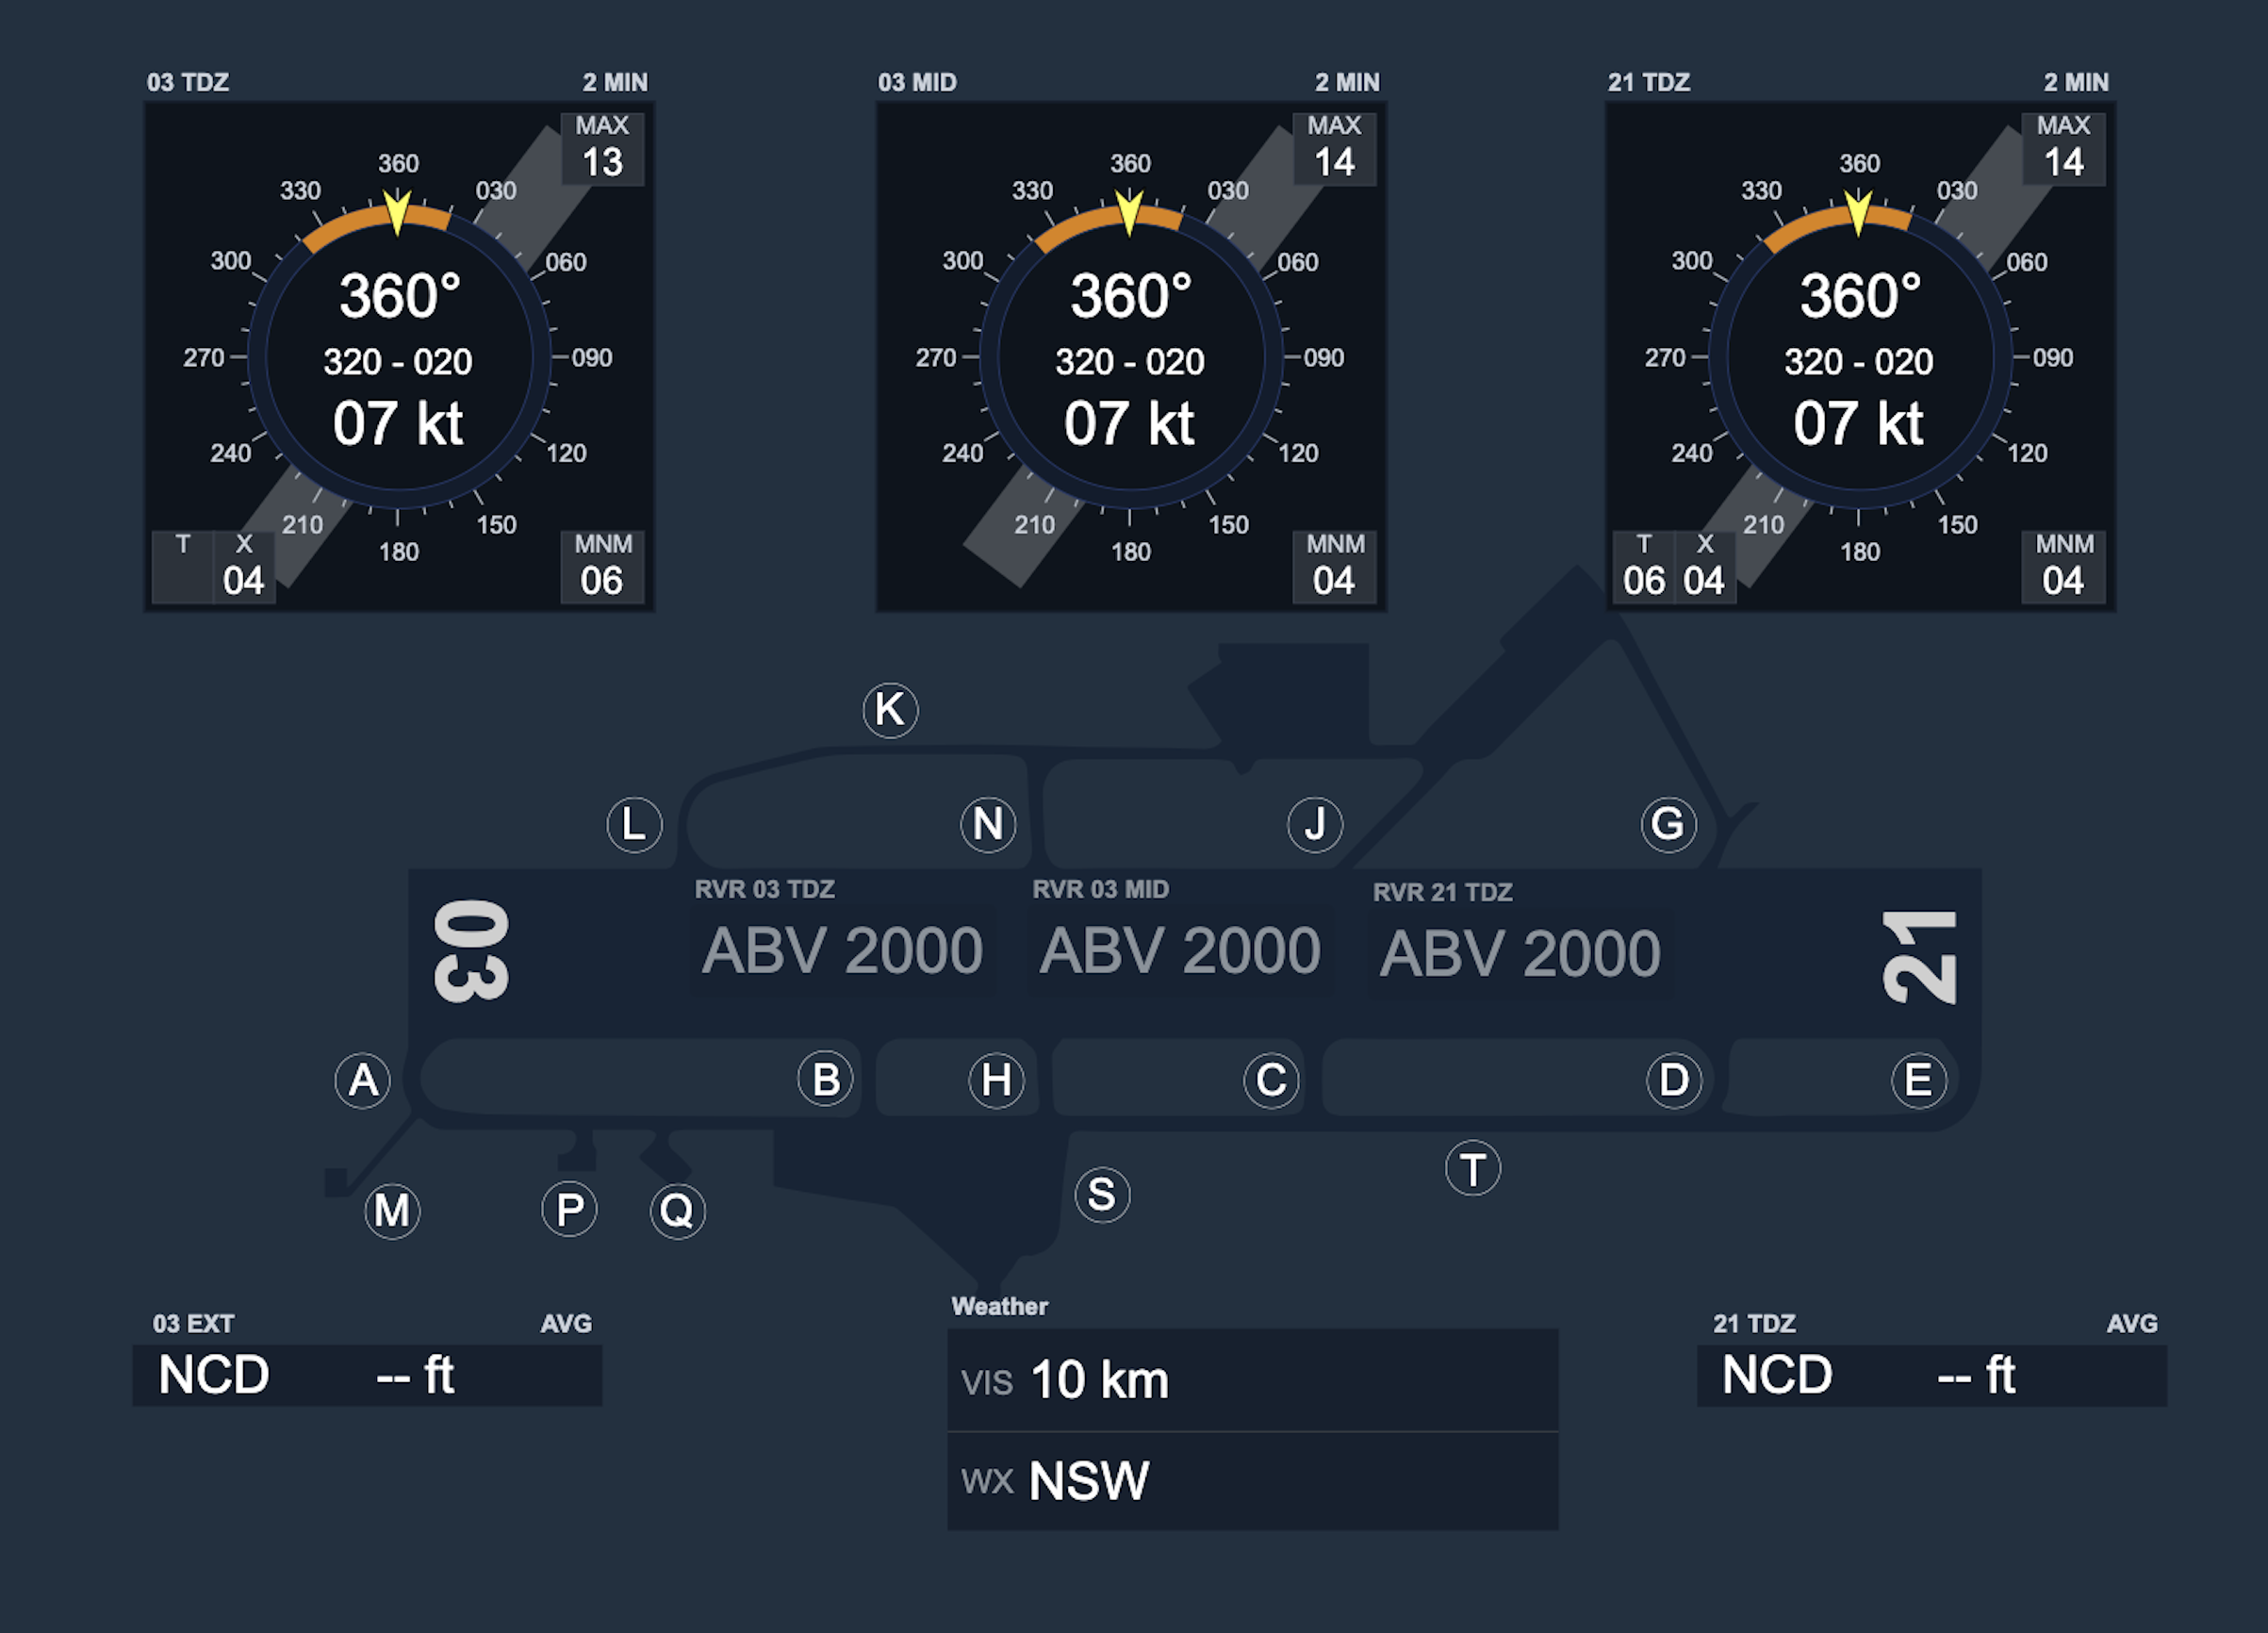 03 TDZ 2 MIN
MAX
13
360
330 030
300 060
360°
270 320 - 020 090
07 kt
240 120
210 150
180
T X
04
MNM
06
03 MID 2 MIN
MAX
14
360
330 030
300 060
360°
270 320 - 020 090
07 kt
240 120
210 150
180
MNM
04
21 TDZ 2 MIN
MAX
14
360
330 030
300 060
360°
270 320 - 020 090
07 kt
240 120
210 150
180
T X
06 04
MNM
04
K
L N J G
RVR 03 TDZ RVR 03 MID RVR 21 TDZ
03 ABV 2000 ABV 2000 ABV 2000 21
A B H C D E
T
S
M P Q
03 EXT AVG
NCD -- ft
Weather
VIS 10 km
WX NSW
21 TDZ AVG
NCD -- ft